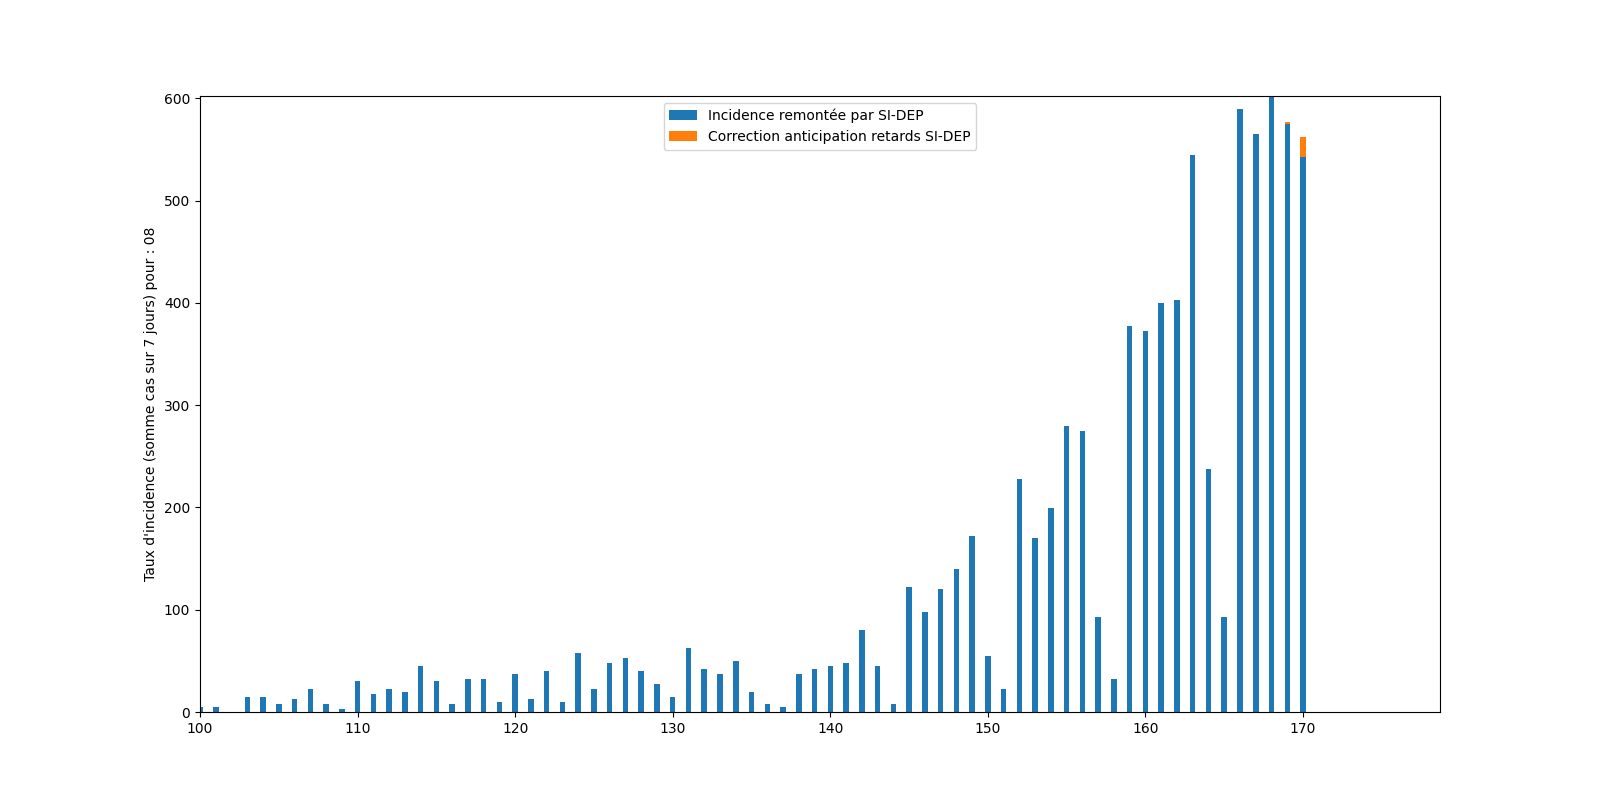 Incidence remontée par SI-DEP
Correction anticipation retards SI-DEP
Taux d'incidence (somme cas sur 7 jours) pour : 08
600
500
400
300
200
100
0
100 110 120 130 140 150 160 170